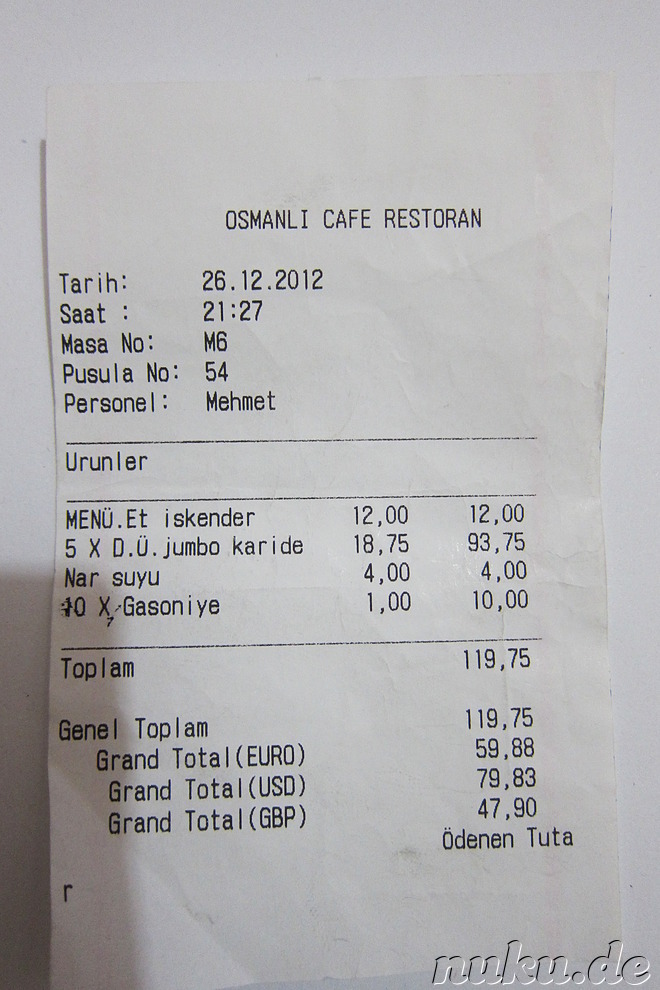 OSMANLI CAFE RESTORAN
Tarih: 26.12.2012
Saat : 21:27
Masa No: M6
Pusula No: 54
Personel: Mehmet
Urunler
MENÜ.Et iskender 12,00 12,00
5 X D.Ü.jumbo karide 18,75 93,75
Nar suyu 4,00 4,00
10 X Gasoniye 1,00 10,00
Toplam 119,75
Genel Toplam 119,75
Grand Total(EURO) 59,88
Grand Total(USD) 79,83
Grand Total(GBP) 47,90
Ödenen Tuta
r
nuku.de